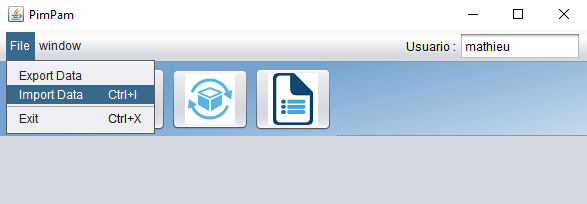 PimPam
File window Usuario : mathieu
Export Data
Import Data Ctrl+I
Exit Ctrl+X